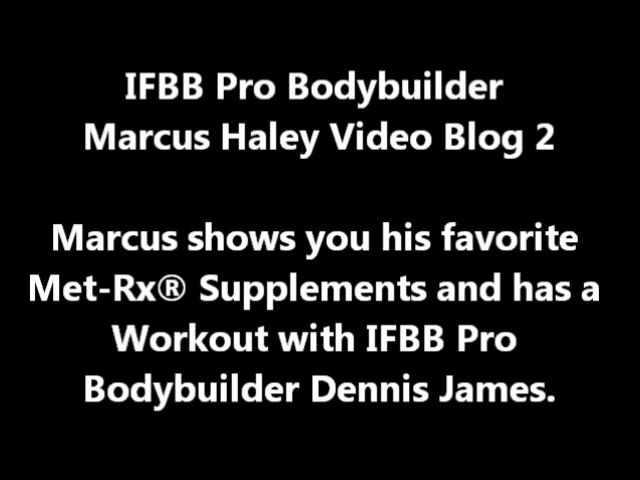 IFBB Pro Bodybuilder
Marcus Haley Video Blog 2
Marcus shows you his favorite
Met-Rx® Supplements and has a
Workout with IFBB Pro
Bodybuilder Dennis James.